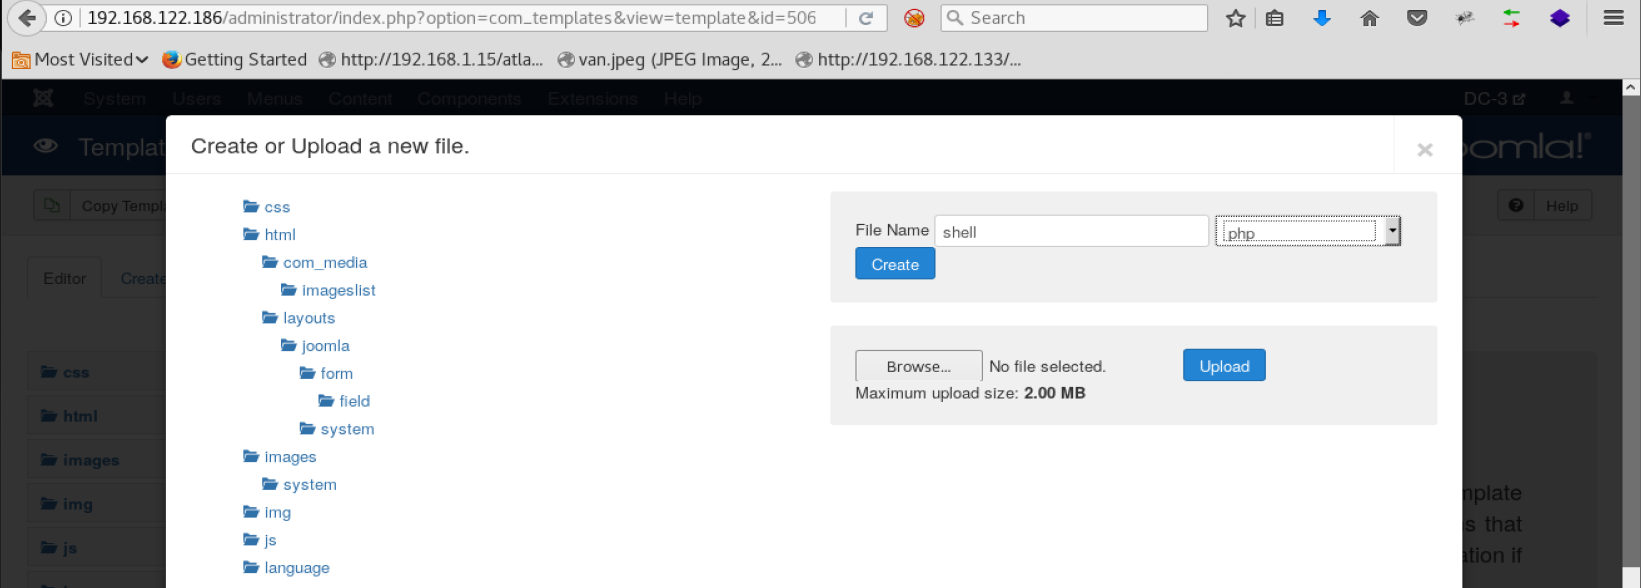 192.168.122.186/administrator/index.php?option=com_templates&view=template&id=506
Search
Most Visited
Getting Started
http://192.168.1.15/atla...
van.jpeg (JPEG Image, 2...
http://192.168.122.133/...
System Users Menus Content Components Extensions Help
DC-3
Templat
oomla!®
Create or Upload a new file.
×
Copy Templ
Help
Editor
Create
css
html
com_media
imageslist
layouts
joomla
form
field
system
images
system
img
js
language
File Name shell php
Create
Browse... No file selected. Upload
Maximum upload size: 2.00 MB
css
html
images
img
js
mplate
s that
ation if